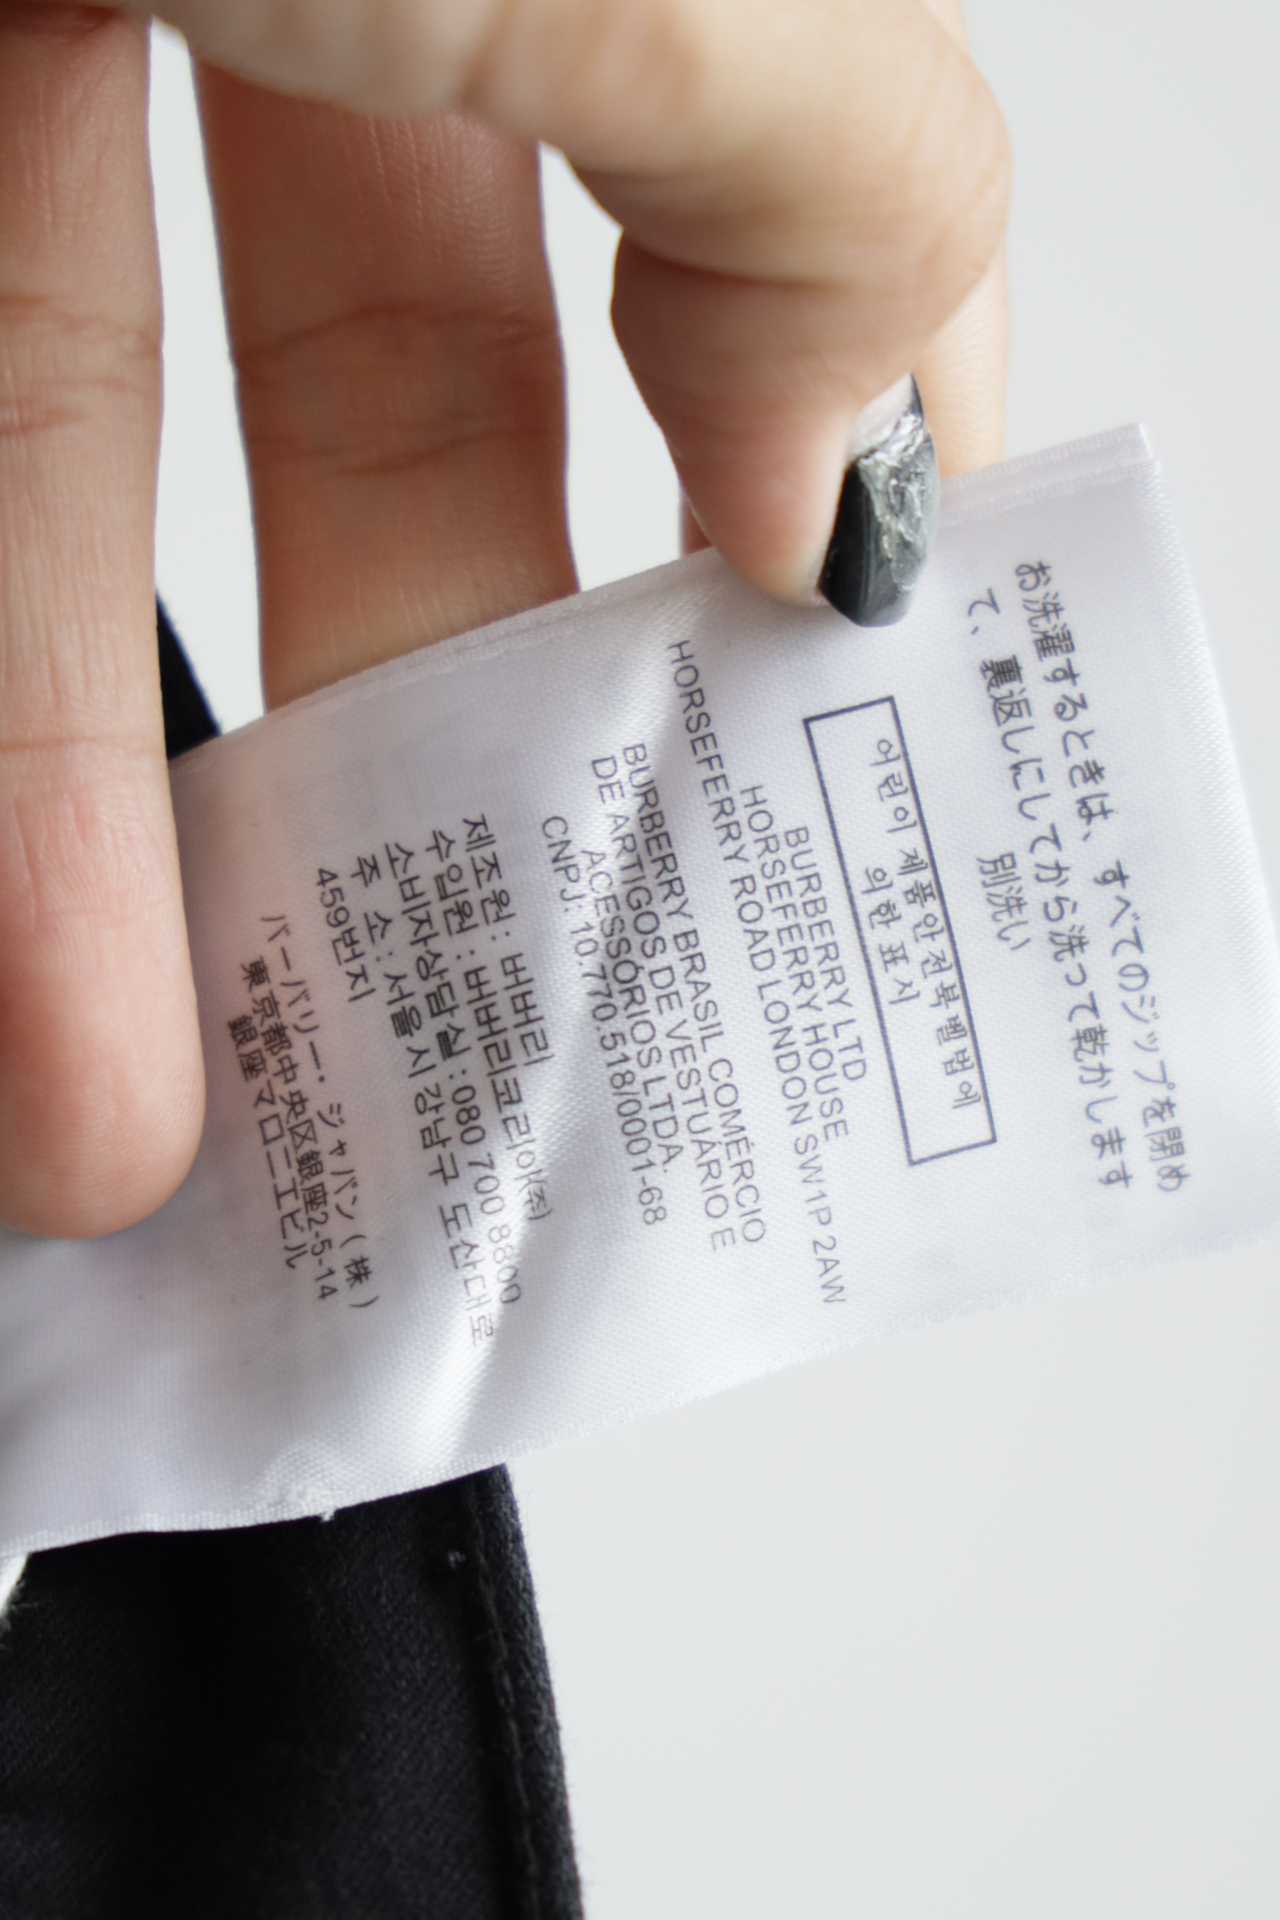 お洗濯するときは、すべてのジップを閉め
て、裏返しにしてから洗って乾かします
別洗い
어린이 제품안전특별법에
의한 표시
BURBERRY LTD
HORSEFERRY HOUSE
HORSEFERRY ROAD LONDON SW1P 2AW
BURBERRY BRASIL COMÉRCIO
DE ARTIGOS DE VESTUÁRIO E
ACESSÓRIOS LTDA.
CNPJ: 10.770.518/0001-68
제조원 : 버버리
수입원 : 버버리코리아(주)
소비자상담실 : 080 700 8800
주 소 : 서울시 강남구 도산대로
459번지
バーバリー・ジャパン(株)
東京都中央区銀座2-5-14
銀座マロニエビル